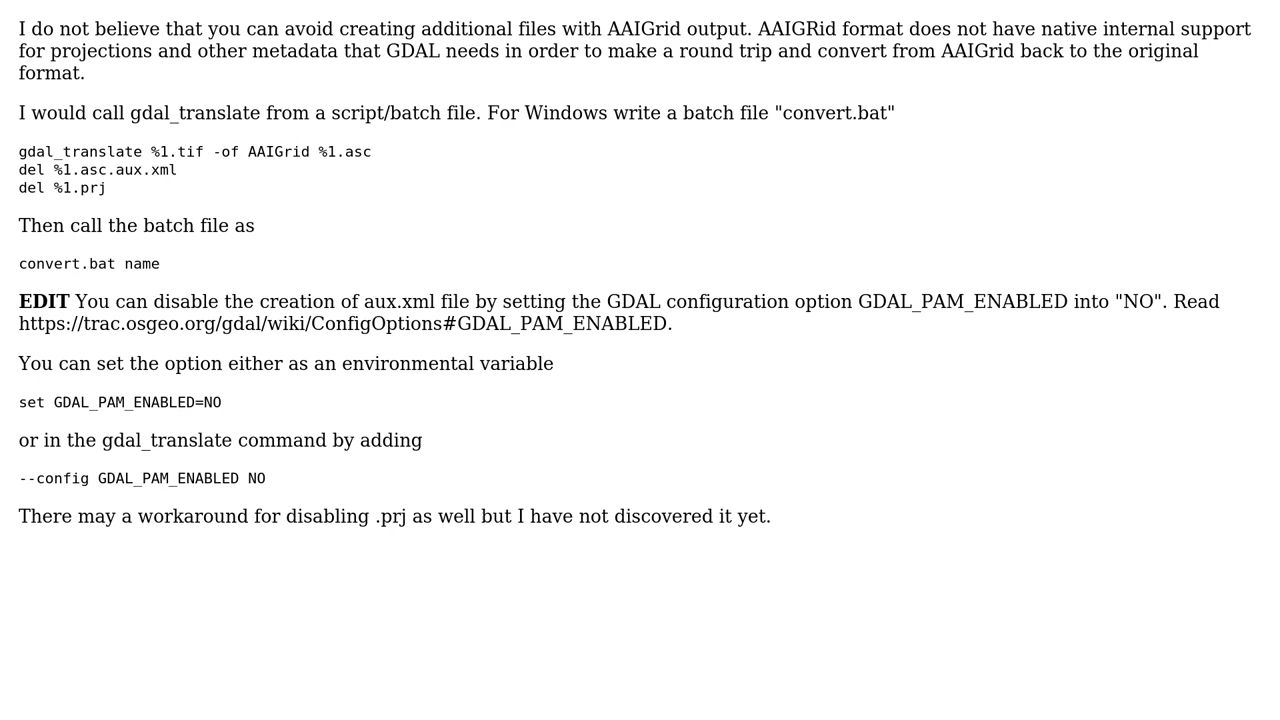 I do not believe that you can avoid creating additional files with AAIGrid output. AAIGRid format does not have native internal support
for projections and other metadata that GDAL needs in order to make a round trip and convert from AAIGrid back to the original
format.
I would call gdal_translate from a script/batch file. For Windows write a batch file "convert.bat"
gdal_translate %1.tif -of AAIGrid %1.asc
del %1.asc.aux.xml
del %1.prj
Then call the batch file as
convert.bat name
EDIT You can disable the creation of aux.xml file by setting the GDAL configuration option GDAL_PAM_ENABLED into "NO". Read
https://trac.osgeo.org/gdal/wiki/ConfigOptions#GDAL_PAM_ENABLED.
You can set the option either as an environmental variable
set GDAL_PAM_ENABLED=NO
or in the gdal_translate command by adding
--config GDAL_PAM_ENABLED NO
There may a workaround for disabling .prj as well but I have not discovered it yet.